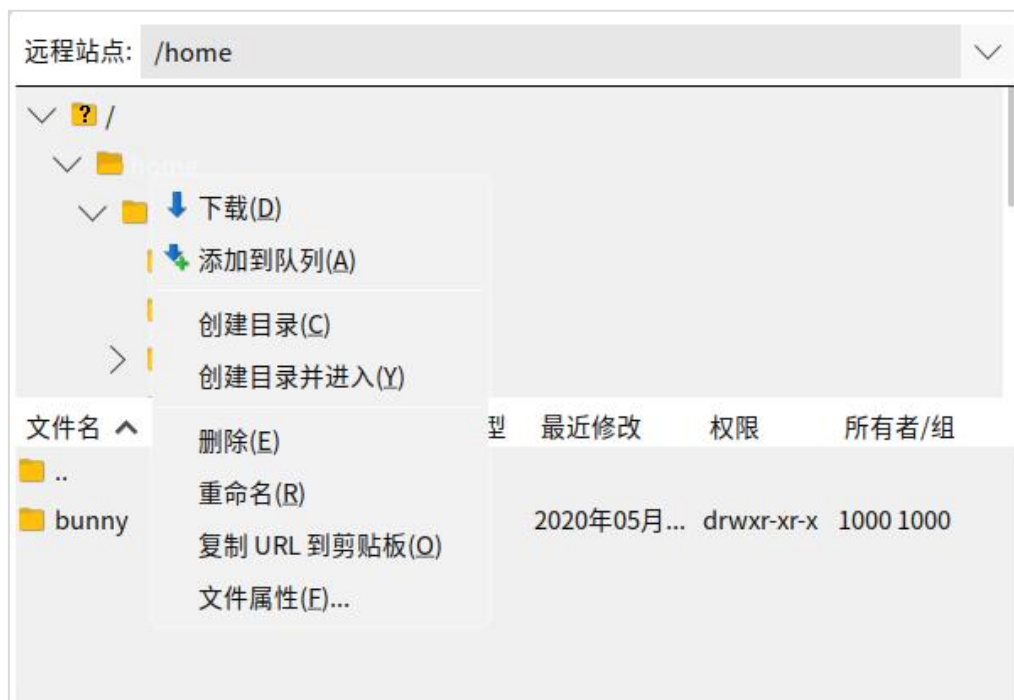 远程站点: /home
/
home
下载(D)
添加到队列(A)
创建目录(C)
创建目录并进入(Y)
文件名 型 最近修改 权限 所有者/组
删除(E)
..
重命名(R)
bunny 2020年05月... drwxr-xr-x 1000 1000
复制 URL 到剪贴板(O)
文件属性(F)...